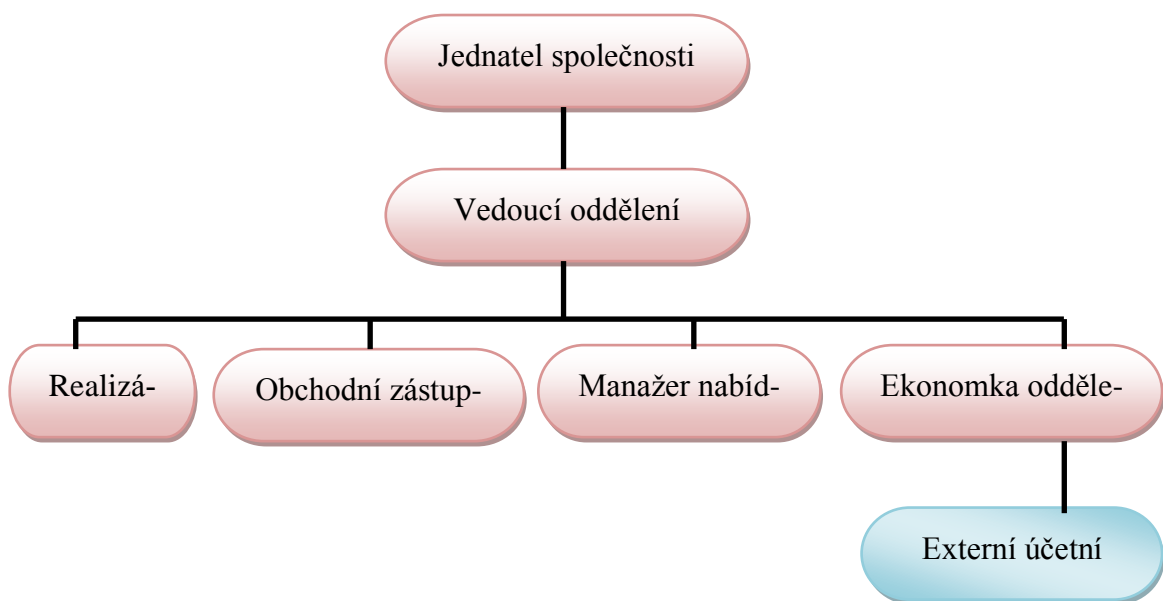 Jednatel společnosti
Vedoucí oddělení
Realizá-
Obchodní zástup-
Manažer nabíd-
Ekonomka odděle-
Externí účetní